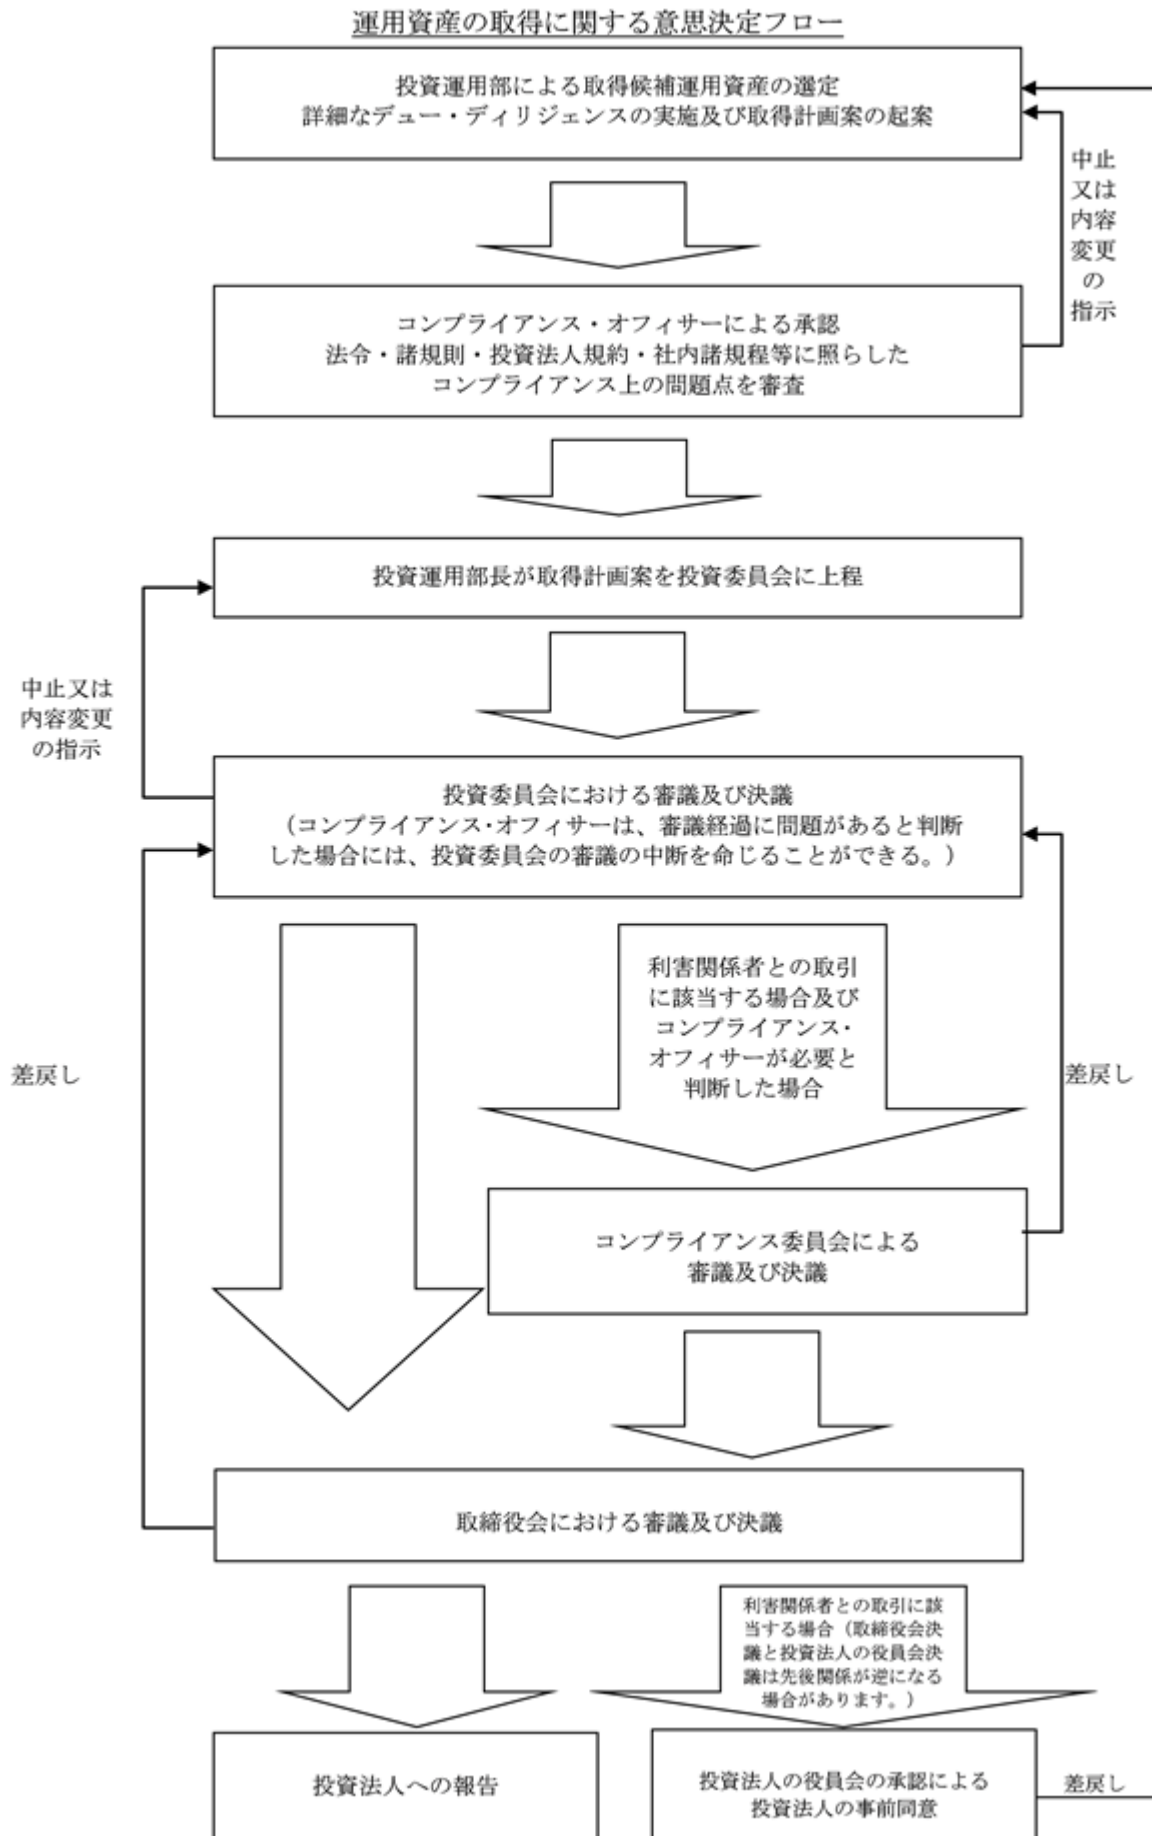 運用資産の取得に関する意思決定フロー
投資運用部による取得候補運用資産の選定
詳細なデュー・ディリジェンスの実施及び取得計画案の起案
中止
又は
内容
変更
の
指示
コンプライアンス・オフィサーによる承認
法令・諸規則・投資法人規約・社内諸規程等に照らした
コンプライアンス上の問題点を審査
投資運用部長が取得計画案を投資委員会に上程
中止又は
内容変更
の指示
投資委員会における審議及び決議
（コンプライアンス・オフィサーは、審議経過に問題があると判断
した場合には、投資委員会の審議の中断を命じることができる。）
利害関係者との取引
に該当する場合及び
コンプライアンス・
オフィサーが必要と
判断した場合
差戻し
差戻し
コンプライアンス委員会による
審議及び決議
取締役会における審議及び決議
利害関係者との取引に該
当する場合（取締役会決
議と投資法人の役員会決
議は先後関係が逆になる
場合があります。）
投資法人への報告
投資法人の役員会の承認による
投資法人の事前同意
差戻し